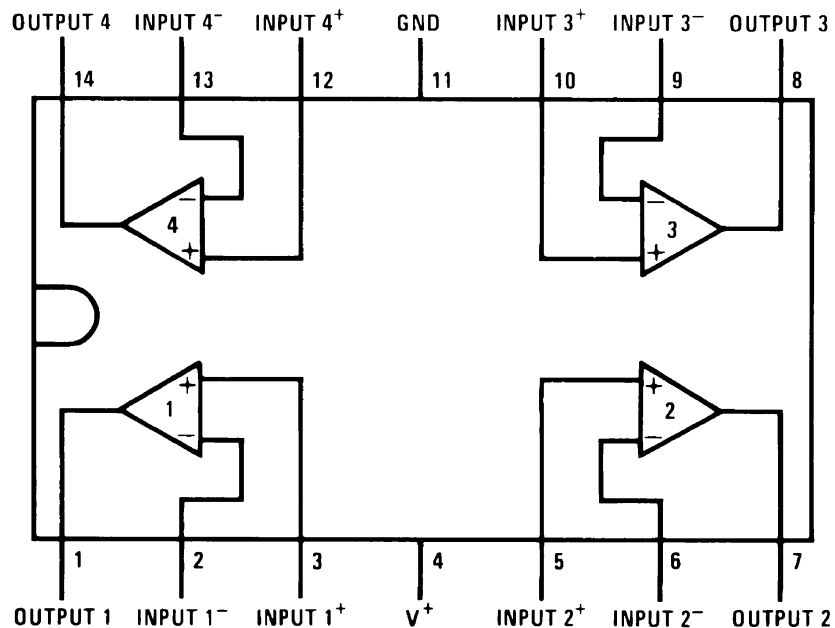 OUTPUT 4 INPUT 4⁻ INPUT 4⁺ GND INPUT 3⁺ INPUT 3⁻ OUTPUT 3
14 13 12 11 10 9 8
− −
4 3
+ +
+ +
1 2
− −
1 2 3 4 5 6 7
OUTPUT 1 INPUT 1⁻ INPUT 1⁺ V⁺ INPUT 2⁺ INPUT 2⁻ OUTPUT 2